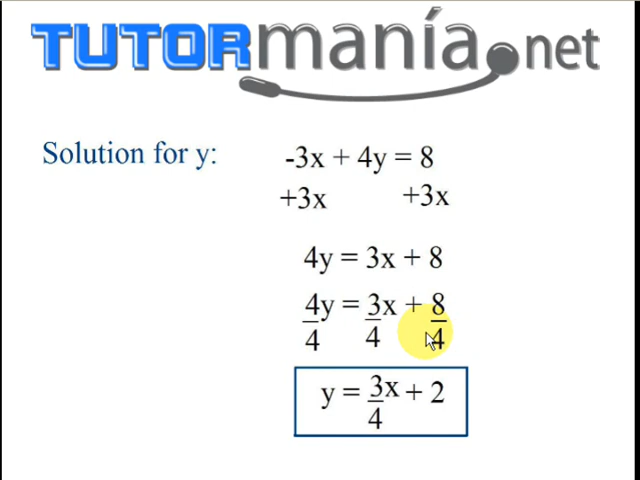 TUTORmanía.net
Solution for y: -3x + 4y = 8
+3x +3x
4y = 3x + 8
4y = 3x + 8
4 4 4
y = 3x + 2
4